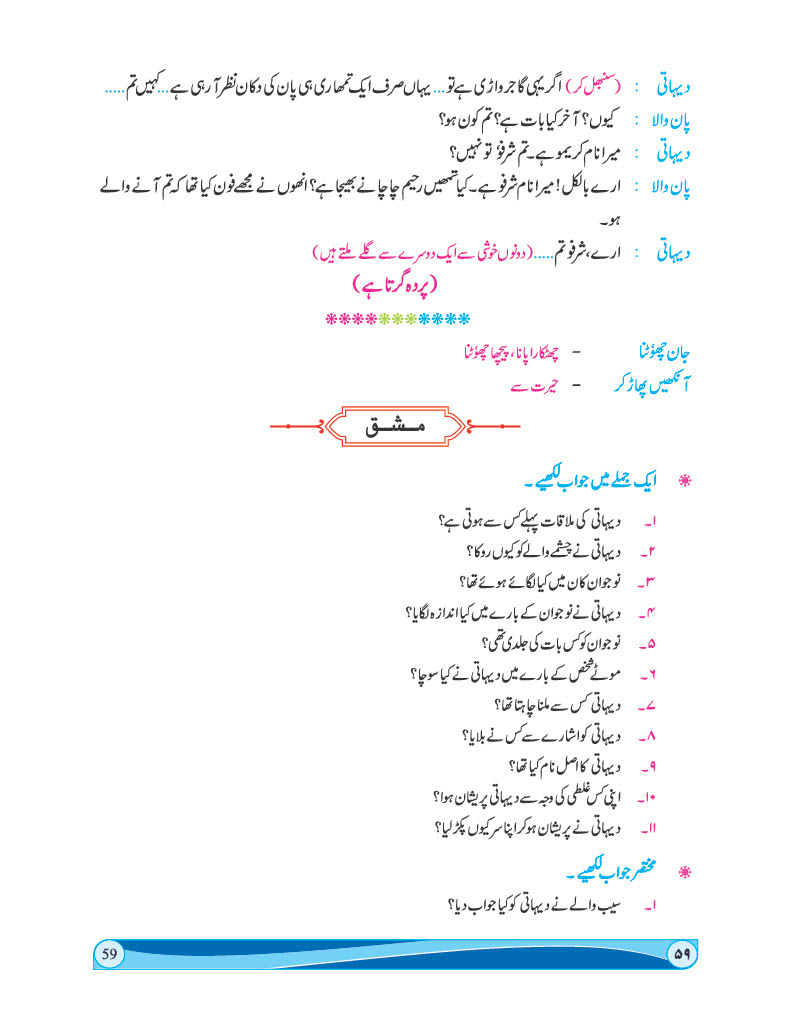 دیہاتی : (سنبھل کر) اگر یہی گاجر واڑی ہے تو ... یہاں صرف ایک تمھاری ہی پان کی دکان نظر آ رہی ہے... کہیں تم .....
پان والا : کیوں؟ آخر کیا بات ہے؟ تم کون ہو؟
دیہاتی : میرا نام کریمو ہے۔ تم شرفوٗ تو نہیں؟
پان والا : ارے بالکل! میرا نام شرفو ہے۔ کیا تمھیں رحیم چاچا نے بھیجا ہے؟ انھوں نے مجھے فون کیا تھا کہ تم آنے والے
ہو۔
دیہاتی : ارے، شرفو تم..... (دونوں خوشی سے ایک دوسرے سے گلے ملتے ہیں)
(پردہ گرتا ہے)
جان چھوٗٹنا - چھٹکارا پانا، پیچھا چھوٗٹنا
آنکھیں پھاڑ کر - حیرت سے
مشق
ایک جملے میں جواب لکھیے۔
۱۔ دیہاتی کی ملاقات پہلے کس سے ہوتی ہے؟
۲۔ دیہاتی نے چشمے والے کو کیوں روکا؟
۳۔ نوجوان کان میں کیا لگائے ہوئے تھا؟
۴۔ دیہاتی نے نوجوان کے بارے میں کیا اندازہ لگایا؟
۵۔ نوجوان کو کس بات کی جلدی تھی؟
۶۔ موٹے شخص کے بارے میں دیہاتی نے کیا سوچا؟
۷۔ دیہاتی کس سے ملنا چاہتا تھا؟
۸۔ دیہاتی کو اشارے سے کس نے بلایا؟
۹۔ دیہاتی کا اصل نام کیا تھا؟
۱۰۔ اپنی کس غلطی کی وجہ سے دیہاتی پریشان ہوا؟
۱۱۔ دیہاتی نے پریشان ہو کر اپنا سر کیوں پکڑ لیا؟
مختصر جواب لکھیے۔
۱۔ سیب والے نے دیہاتی کو کیا جواب دیا؟
۵۹
59